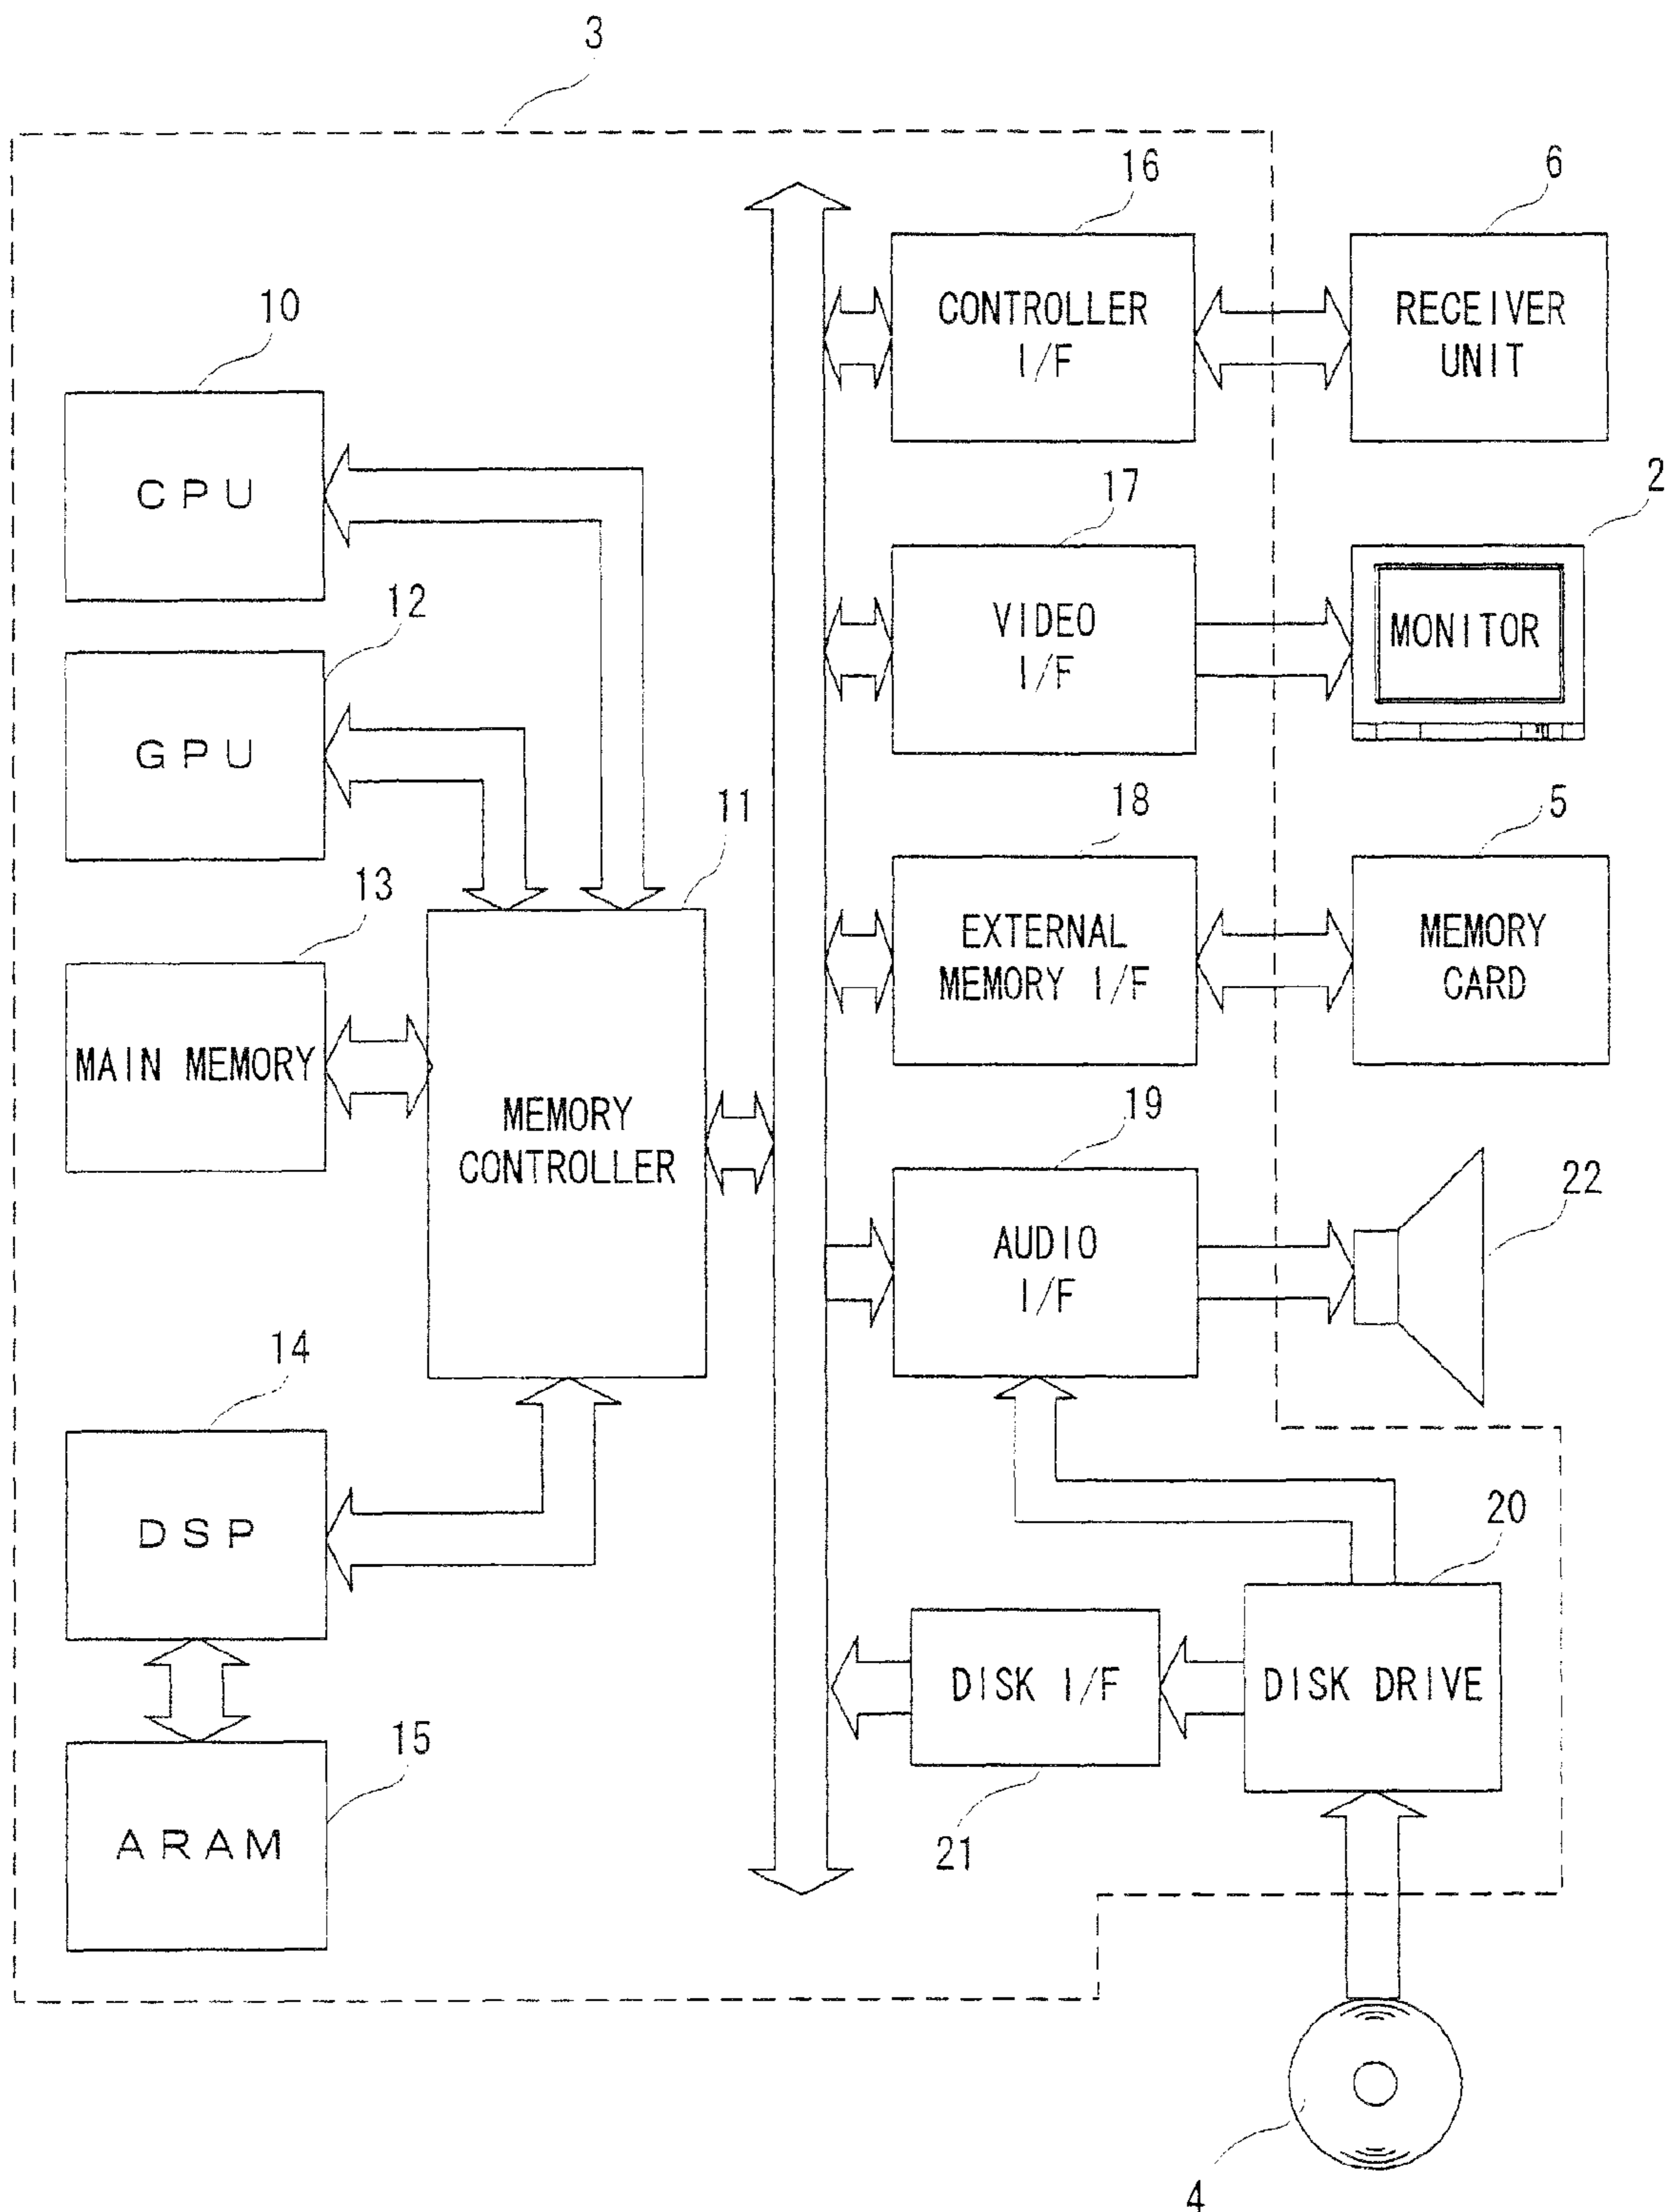 3
16
6
CONTROLLER
I/F
RECEIVER
UNIT
10
CPU
17
2
VIDEO
I/F
MONITOR
12
GPU
11
18
5
EXTERNAL
MEMORY I/F
MEMORY
CARD
13
MAIN MEMORY
MEMORY
CONTROLLER
19
22
AUDIO
I/F
14
DSP
20
DISK I/F
DISK DRIVE
15
ARAM
21
4